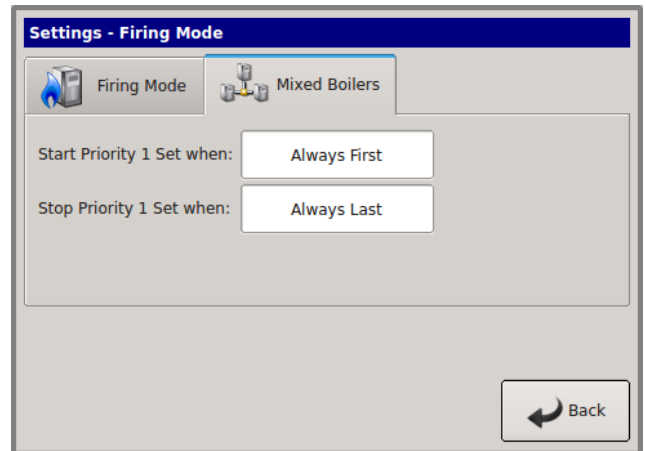 Settings - Firing Mode
Firing Mode
Mixed Boilers
Start Priority 1 Set when:
Always First
Stop Priority 1 Set when:
Always Last
Back